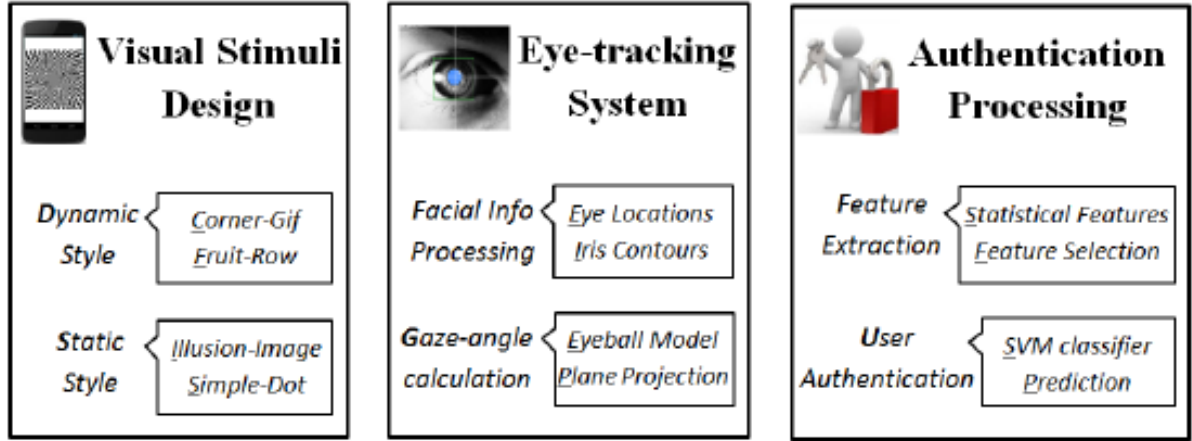 Visual Stimuli
Design
Dynamic
Style
Corner-Gif
Fruit-Row
Static
Style
Illusion-Image
Simple-Dot
Eye-tracking
System
Facial Info
Processing
Eye Locations
Iris Contours
Gaze-angle
calculation
Eyeball Model
Plane Projection
Authentication
Processing
Feature
Extraction
Statistical Features
Feature Selection
User
Authentication
SVM classifier
Prediction